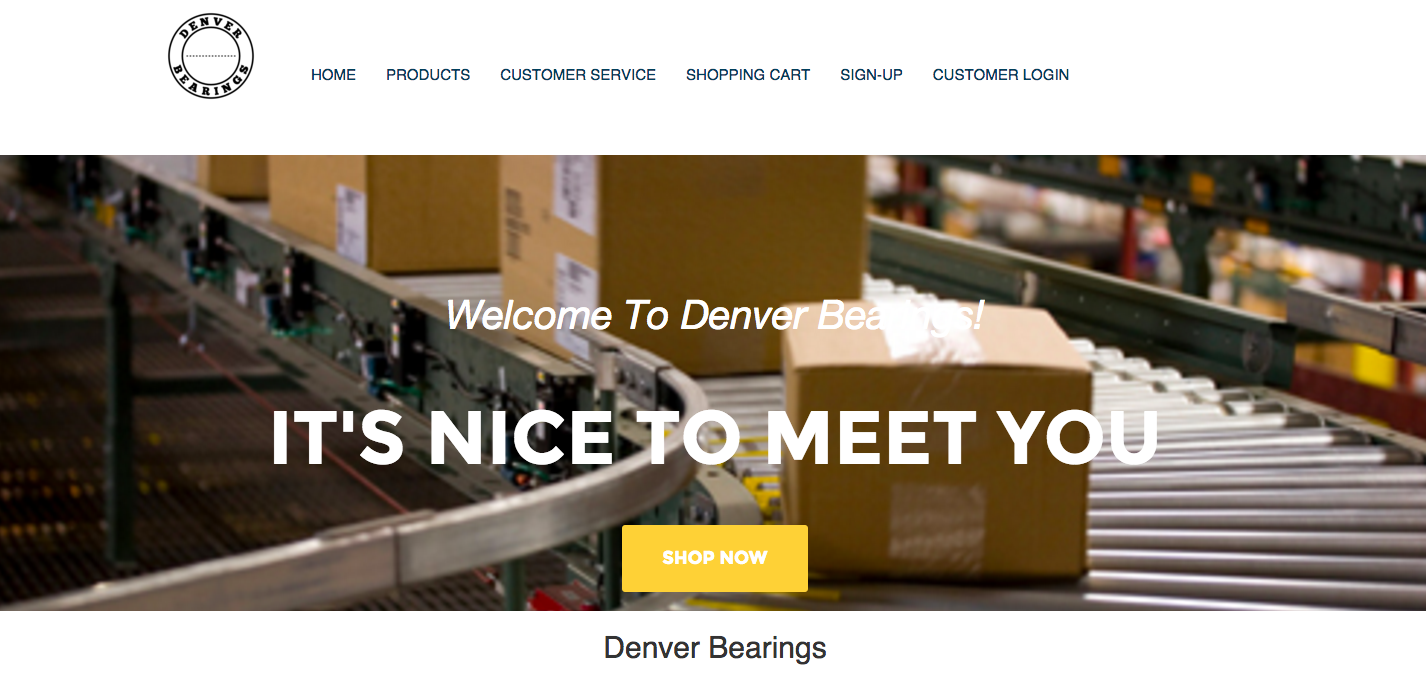 DENVER
BEARINGS
HOME
PRODUCTS
CUSTOMER SERVICE
SHOPPING CART
SIGN-UP
CUSTOMER LOGIN
Welcome To Denver Bearings!
IT'S NICE TO MEET YOU
SHOP NOW
Denver Bearings